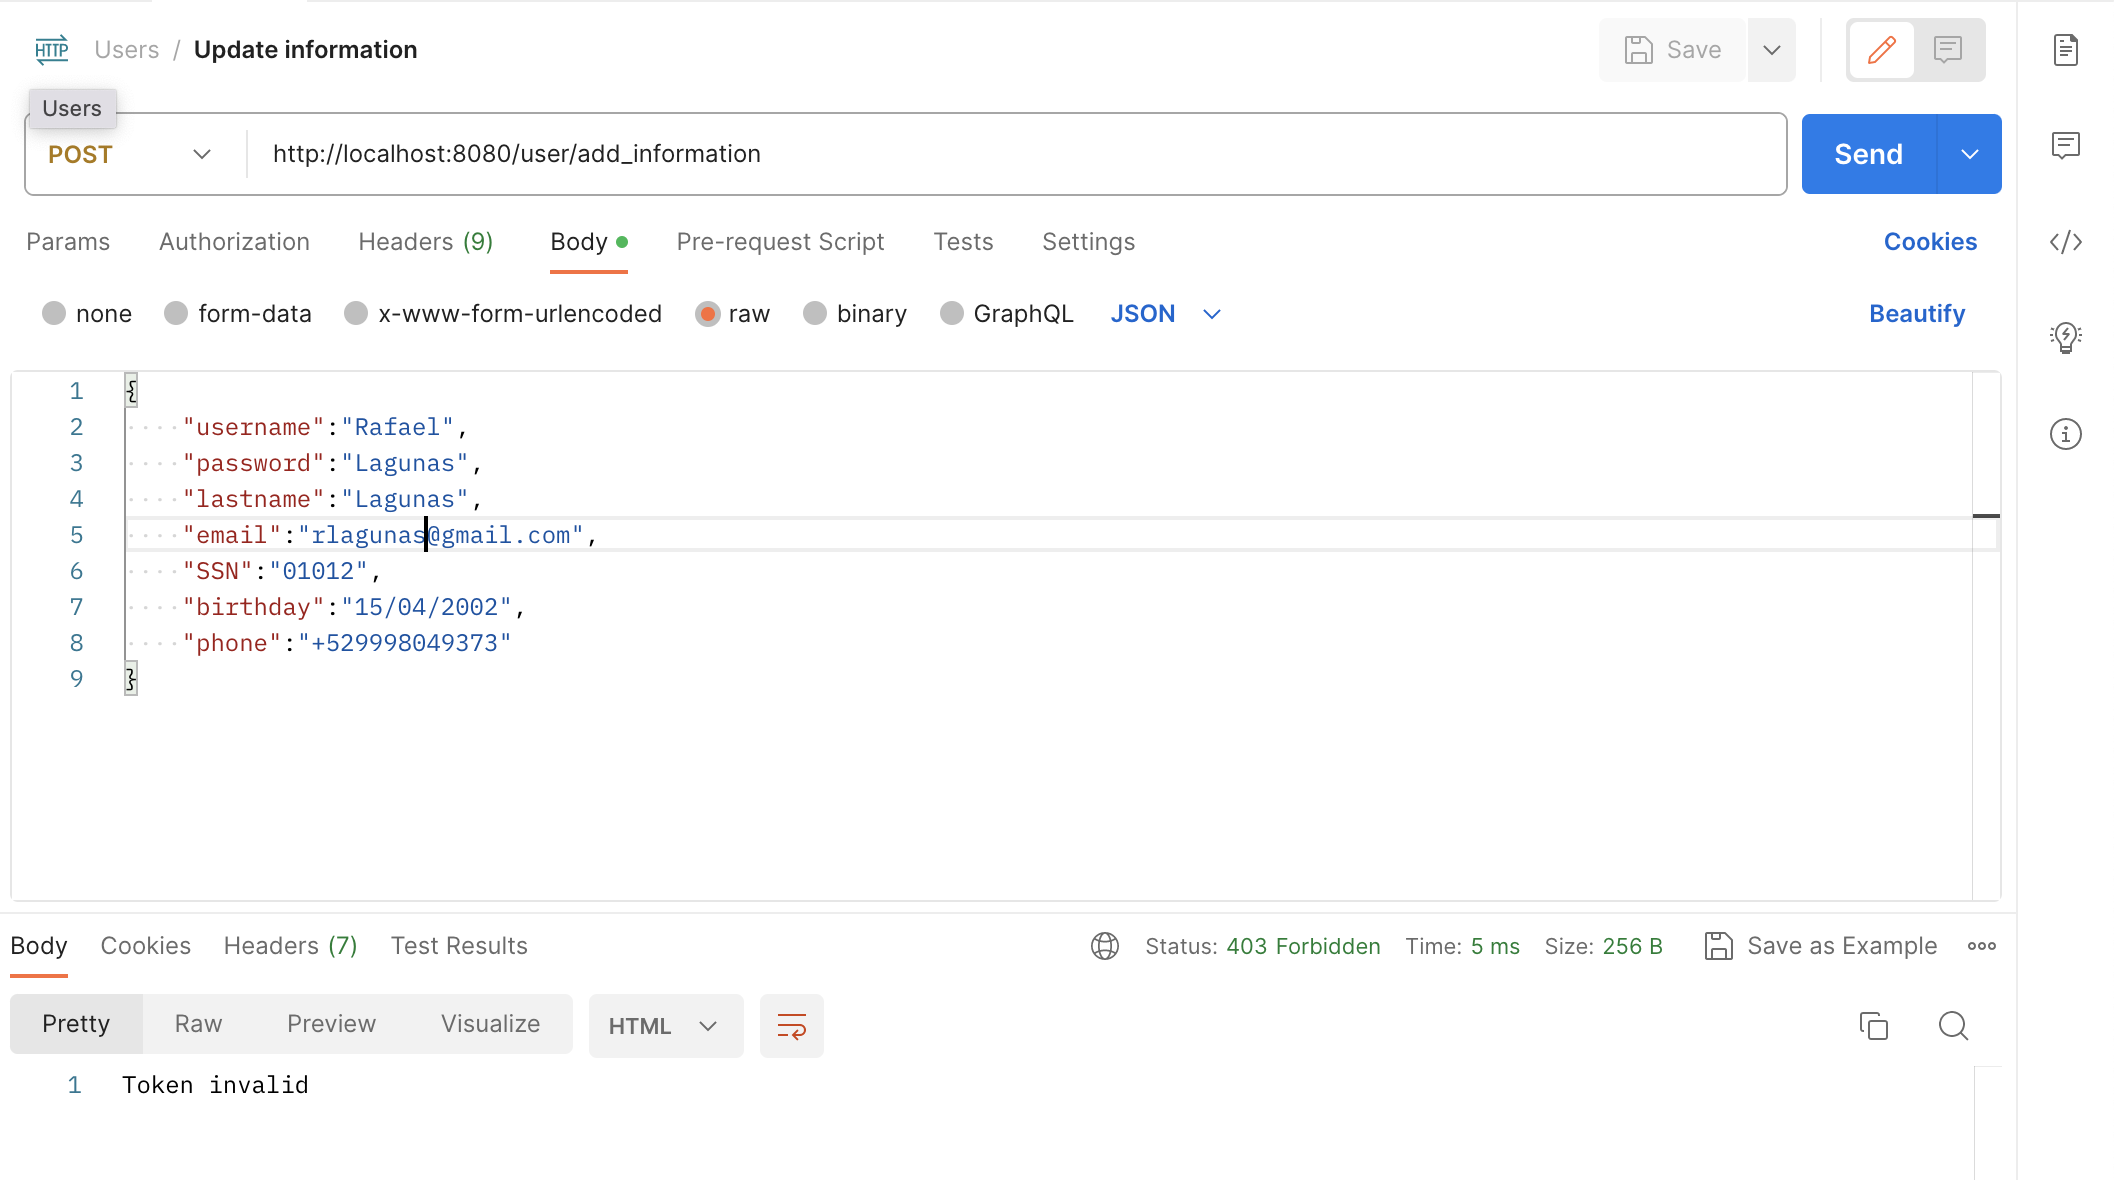 HTTP Users / Update information Save
Users
POST http://localhost:8080/user/add_information Send
Params Authorization Headers (9) Body Pre-request Script Tests Settings Cookies
none form-data x-www-form-urlencoded raw binary GraphQL JSON Beautify
1 {
2 "username":"Rafael",
3 "password":"Lagunas",
4 "lastname":"Lagunas",
5 "email":"rlagunas@gmail.com",
6 "SSN":"01012",
7 "birthday":"15/04/2002",
8 "phone":"+529998049373"
9 }
Body Cookies Headers (7) Test Results Status: 403 Forbidden Time: 5 ms Size: 256 B Save as Example
Pretty Raw Preview Visualize HTML
1 Token invalid